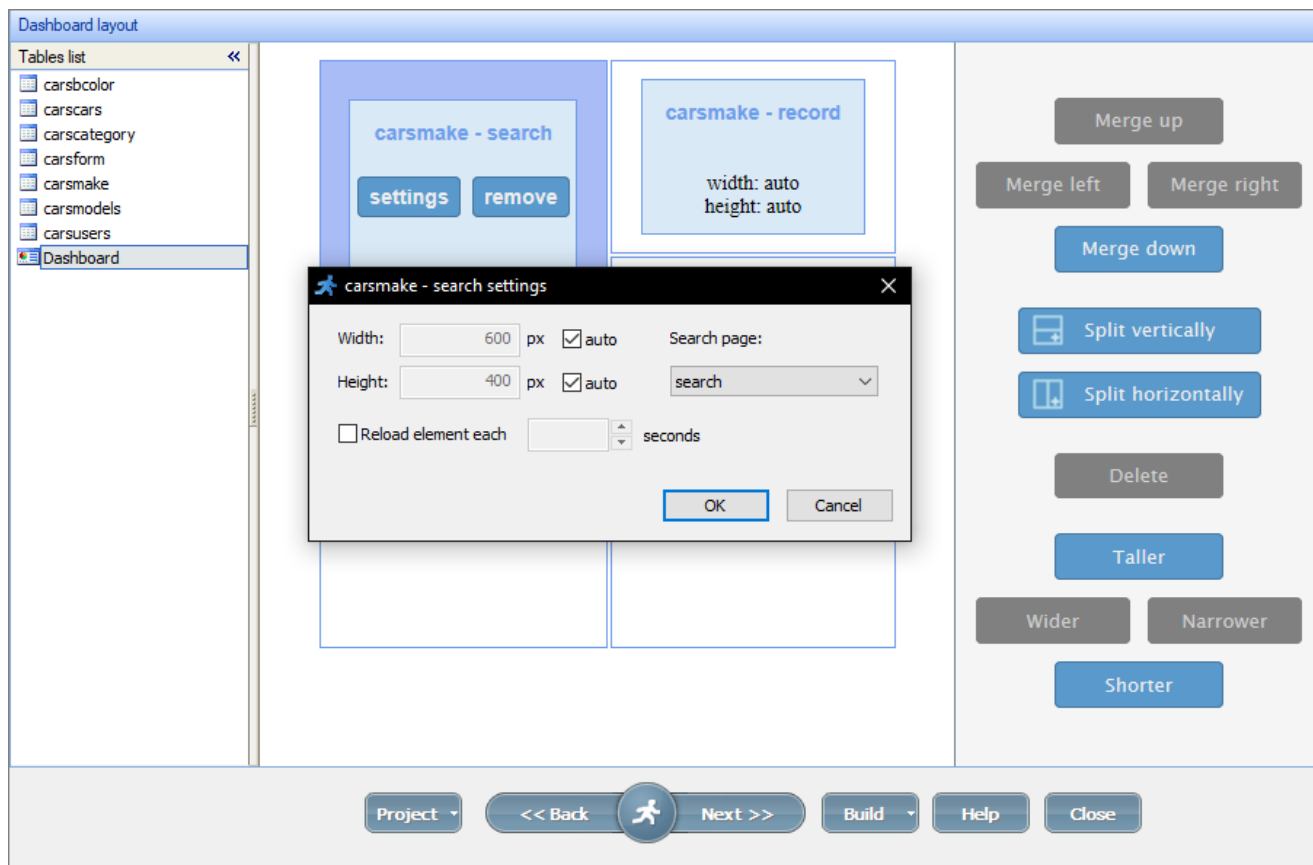 Dashboard layout
Tables list
carsbcolor
carscars
carscategory
carsform
carsmake
carsmodels
carsusers
Dashboard
carsmake - search
settings remove
carsmake - record
width: auto
height: auto
carsmake - search settings
Width: 600 px auto Search page:
Height: 400 px auto search
Reload element each seconds
OK Cancel
Merge up
Merge left Merge right
Merge down
Split vertically
Split horizontally
Delete
Taller
Wider Narrower
Shorter
Project << Back Next >> Build Help Close